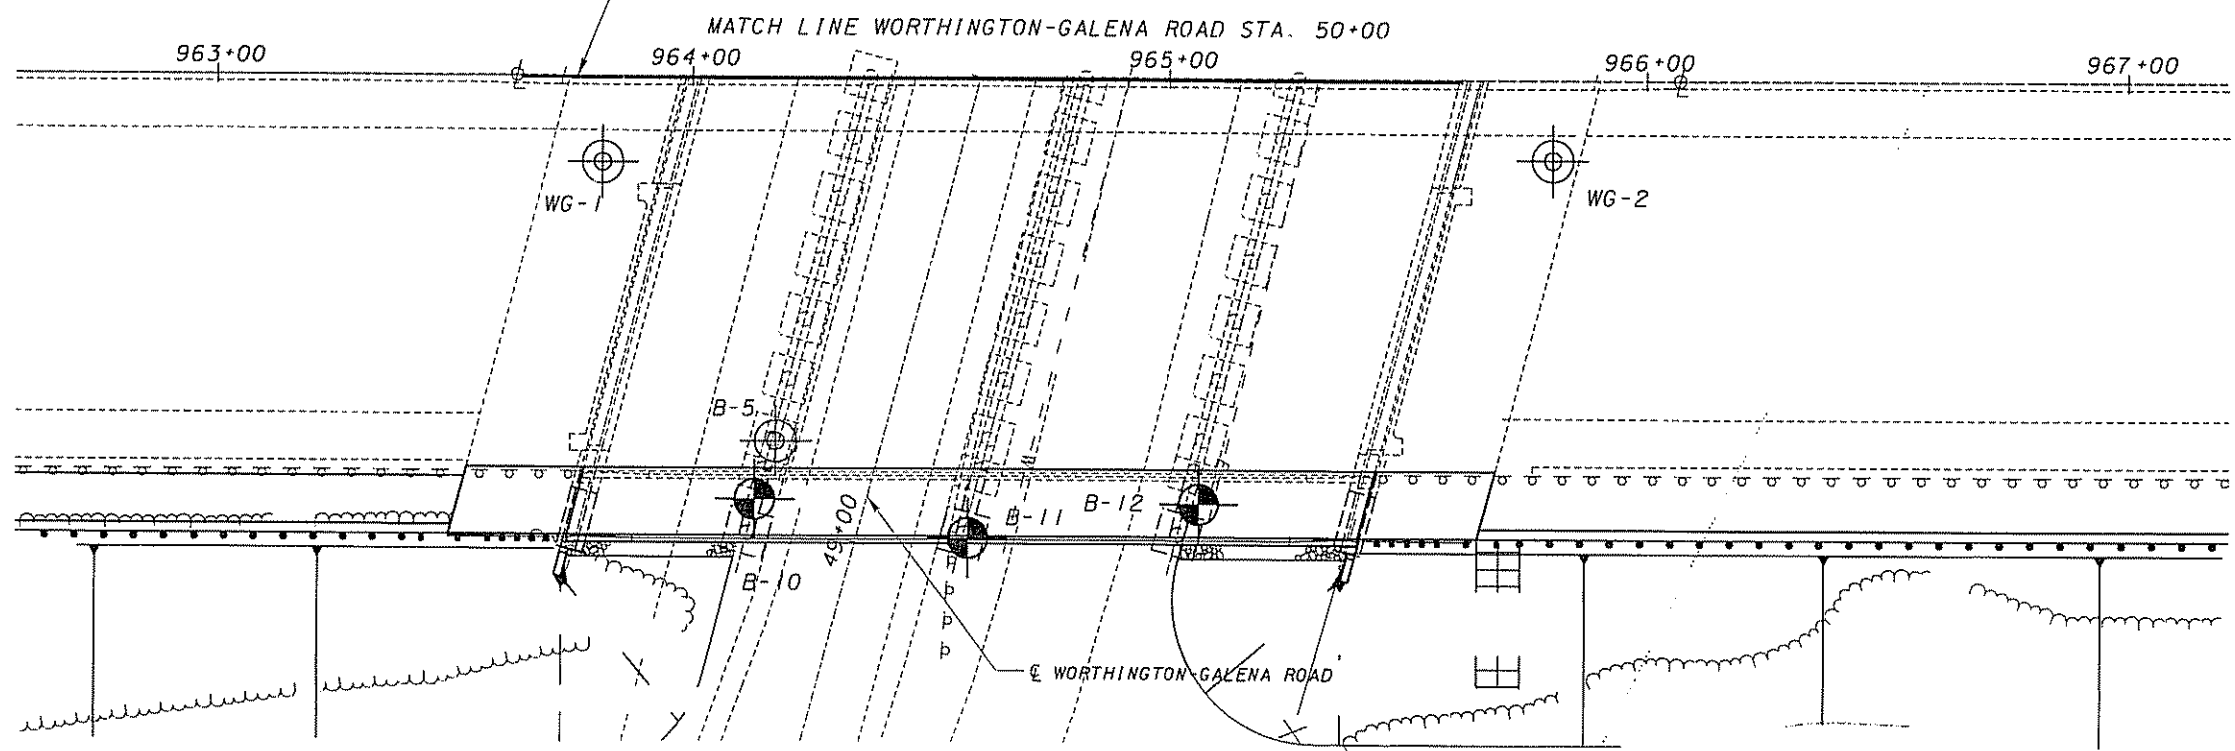 MATCH LINE WORTHINGTON-GALENA ROAD STA. 50+00
963+00
964+00
965+00
966+00
967+00
WG-1
WG-2
B-5
B-10
49+00
B-11
B-12
℄ WORTHINGTON-GALENA ROAD